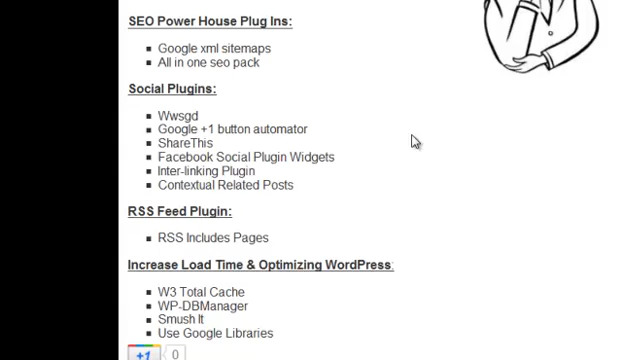 SEO Power House Plug Ins:
Google xml sitemaps
All in one seo pack
Social Plugins:
Wwsgd
Google +1 button automator
ShareThis
Facebook Social Plugin Widgets
Inter-linking Plugin
Contextual Related Posts
RSS Feed Plugin:
RSS Includes Pages
Increase Load Time & Optimizing WordPress:
W3 Total Cache
WP-DBManager
Smush It
Use Google Libraries
+1 0